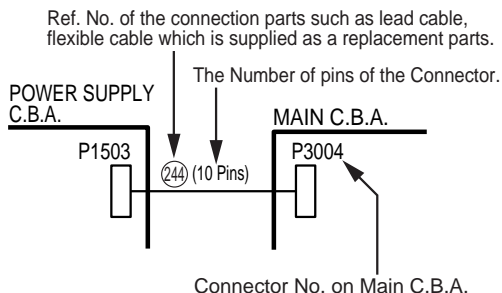 Ref. No. of the connection parts such as lead cable,
flexible cable which is supplied as a replacement parts.
The Number of pins of the Connector.
POWER SUPPLY
C.B.A.
MAIN C.B.A.
P1503
244 (10 Pins)
P3004
Connector No. on Main C.B.A.